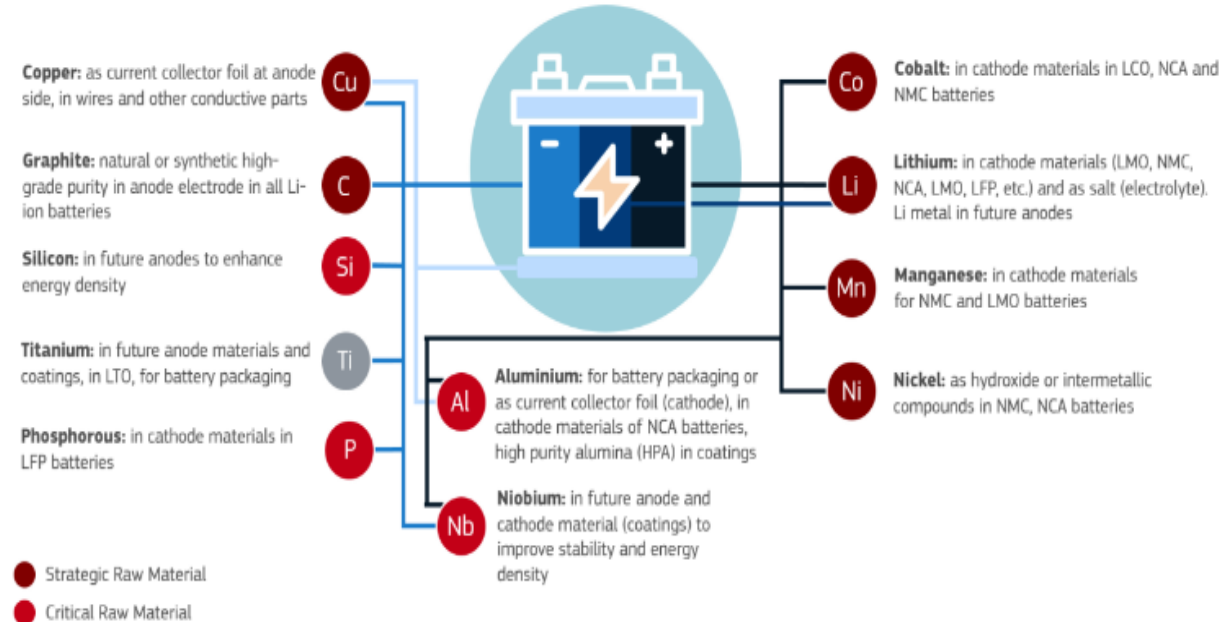 Copper: as current collector foil at anode
side, in wires and other conductive parts
Cu
Graphite: natural or synthetic high-
grade purity in anode electrode in all Li-
ion batteries
C
Silicon: in future anodes to enhance
energy density
Si
Titanium: in future anode materials and
coatings, in LTO, for battery packaging
Ti
Phosphorous: in cathode materials in
LFP batteries
P
- +
Al
Aluminium: for battery packaging or
as current collector foil (cathode), in
cathode materials of NCA batteries,
high purity alumina (HPA) in coatings
Nb
Niobium: in future anode and
cathode material (coatings) to
improve stability and energy
density
Co
Cobalt: in cathode materials in LCO, NCA and
NMC batteries
Li
Lithium: in cathode materials (LMO, NMC,
NCA, LMO, LFP, etc.) and as salt (electrolyte).
Li metal in future anodes
Mn
Manganese: in cathode materials
for NMC and LMO batteries
Ni
Nickel: as hydroxide or intermetallic
compounds in NMC, NCA batteries
Strategic Raw Material
Critical Raw Material